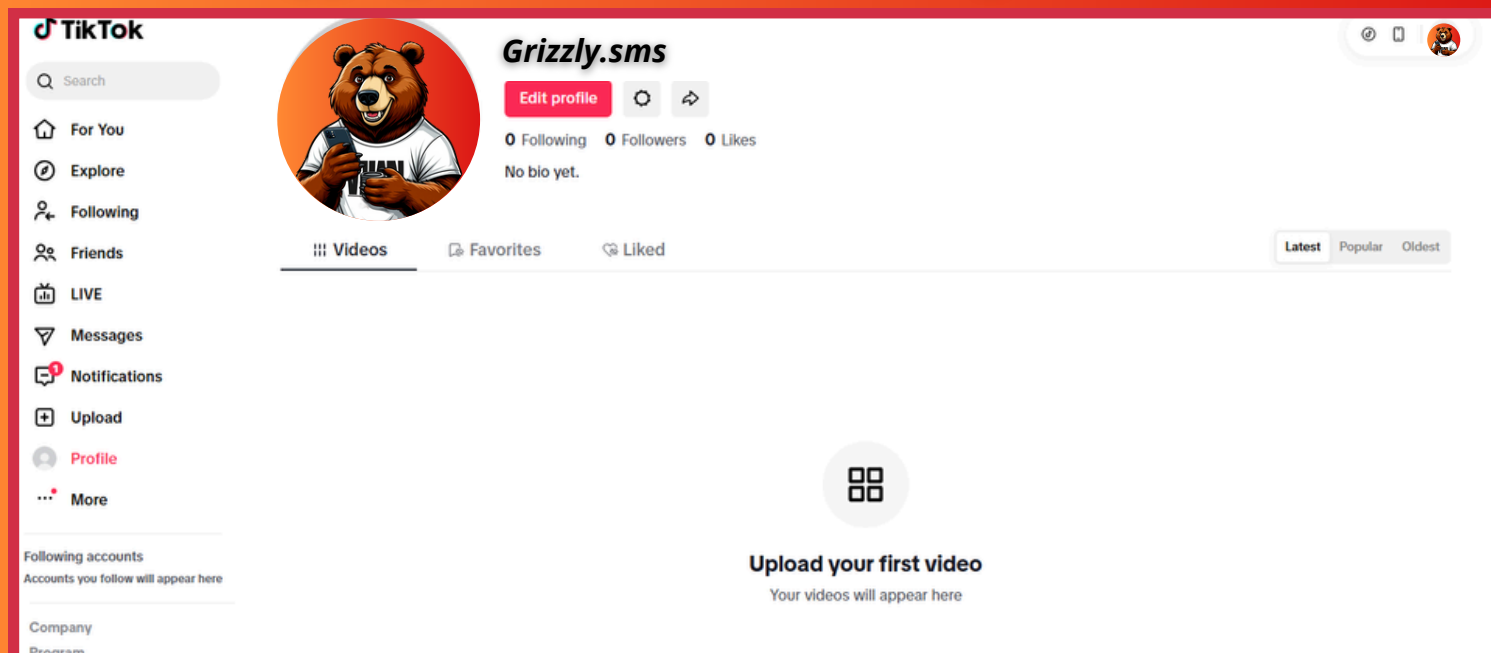 TikTok
Search
For You
Explore
Following
Friends
LIVE
Messages
1
Notifications
Upload
Profile
More
Following accounts
Accounts you follow will appear here
Company
Program
Grizzly.sms
Edit profile
0 Following 0 Followers 0 Likes
No bio yet.
Videos Favorites Liked
Latest Popular Oldest
Upload your first video
Your videos will appear here